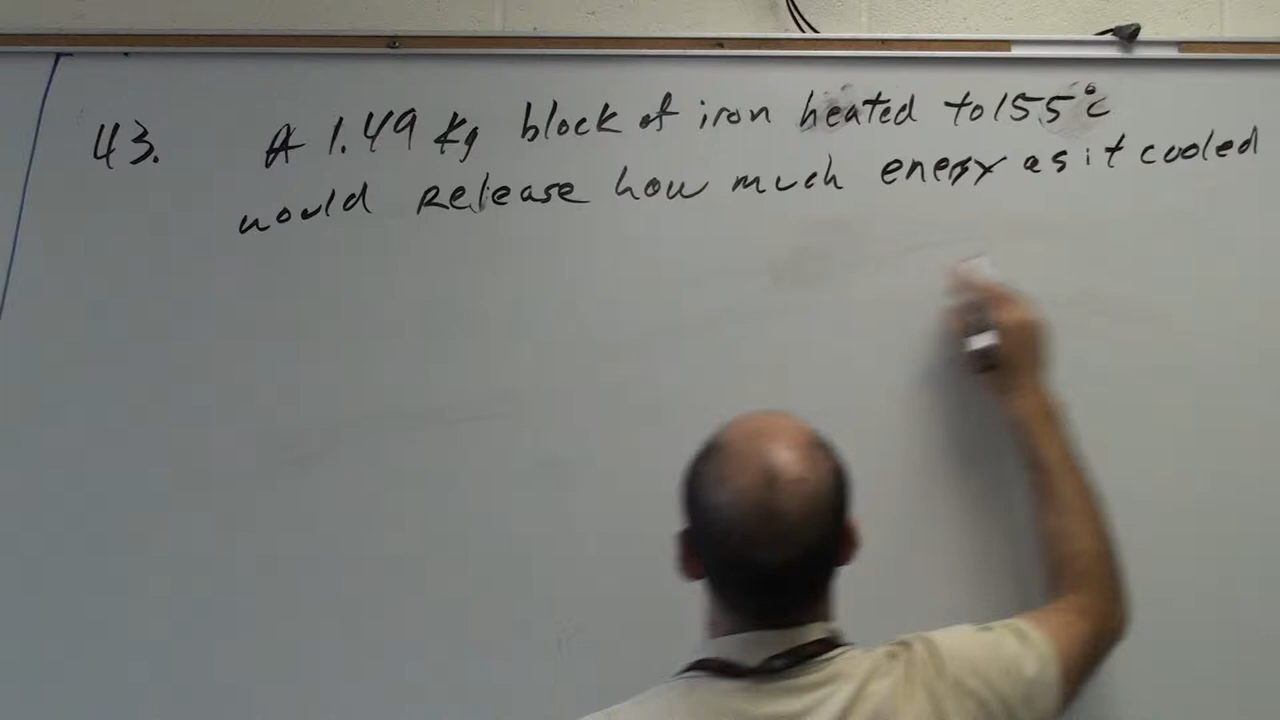 43. A 1.49 kg block of iron heated to 155°C
would release how much energy as it cooled